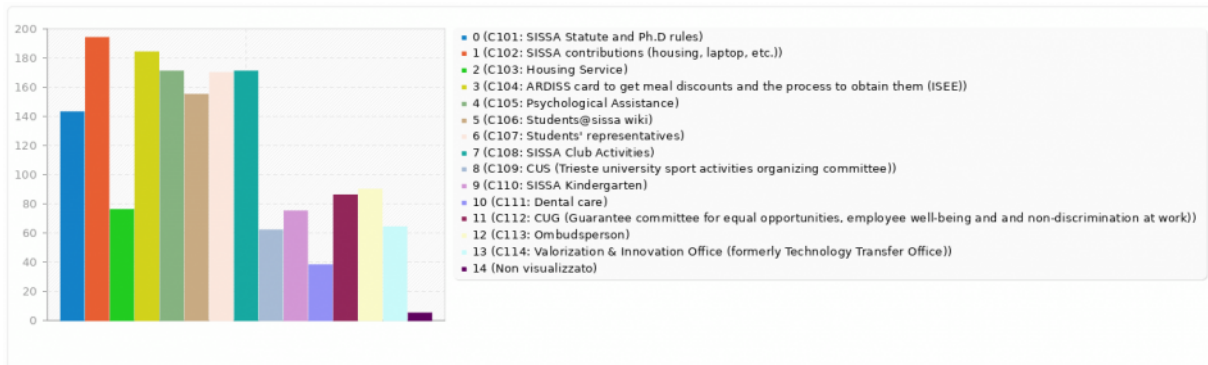 200
180
160
140
120
100
80
60
40
20
0
0 (C101: SISSA Statute and Ph.D rules)
1 (C102: SISSA contributions (housing, laptop, etc.))
2 (C103: Housing Service)
3 (C104: ARDISS card to get meal discounts and the process to obtain them (ISEE))
4 (C105: Psychological Assistance)
5 (C106: Students@sissa wiki)
6 (C107: Students' representatives)
7 (C108: SISSA Club Activities)
8 (C109: CUS (Trieste university sport activities organizing committee))
9 (C110: SISSA Kindergarten)
10 (C111: Dental care)
11 (C112: CUG (Guarantee committee for equal opportunities, employee well-being and and non-discrimination at work))
12 (C113: Ombudsperson)
13 (C114: Valorization & Innovation Office (formerly Technology Transfer Office))
14 (Non visualizzato)